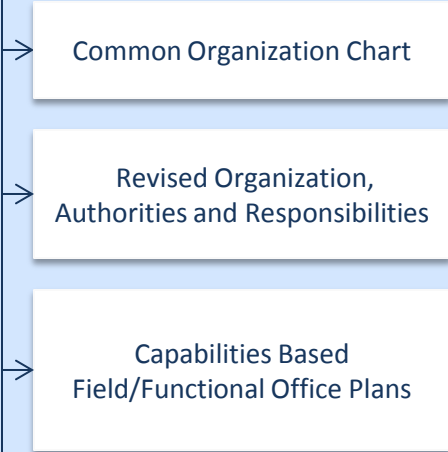 Common Organization Chart
Revised Organization,
Authorities and Responsibilities
Capabilities Based
Field/Functional Office Plans